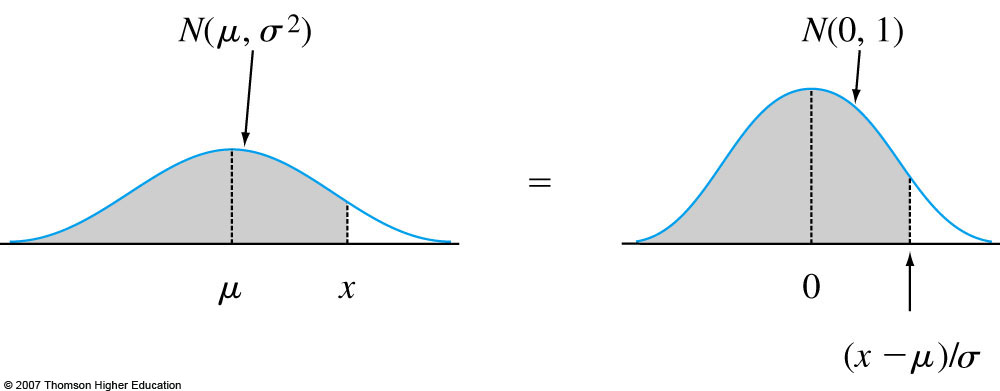 N(μ, σ²)
N(0, 1)
=
μ
x
0
(x − μ)/σ
© 2007 Thomson Higher Education